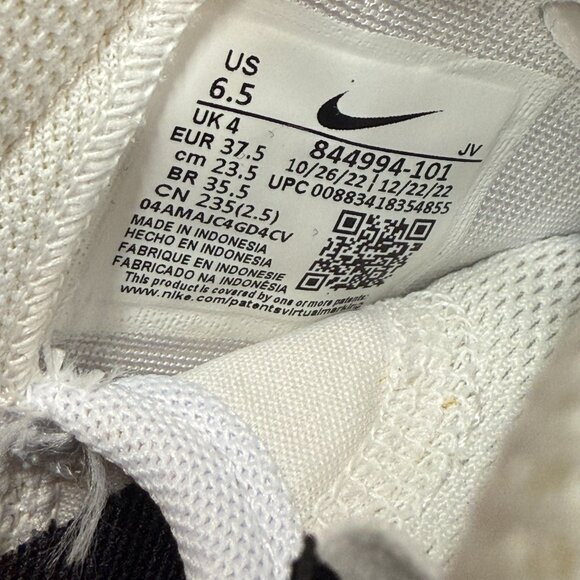 US
6.5
UK 4
EUR 37.5
cm 23.5
BR 35.5
CN 235(2.5)
04AMAJC4GD4CV
844994-101 JV
10/26/22 | 12/22/22
UPC 00883418354855
MADE IN INDONESIA
HECHO EN INDONESIA
FABRIQUE EN INDONESIE
FABRICADO NA INDONÉSIA
This product is covered by one or more patents:
www.nike.com/patentsvirtualmarking